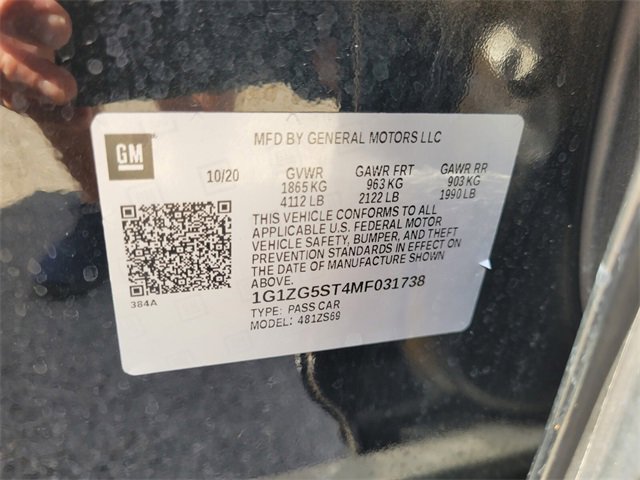 GM
MFD BY GENERAL MOTORS LLC
10/20 GVWR GAWR FRT GAWR RR
1865 KG 963 KG 903 KG
4112 LB 2122 LB 1990 LB
THIS VEHICLE CONFORMS TO ALL
APPLICABLE U.S. FEDERAL MOTOR
VEHICLE SAFETY, BUMPER, AND THEFT
PREVENTION STANDARDS IN EFFECT ON
THE DATE OF MANUFACTURE SHOWN
ABOVE.
384A
1G1ZG5ST4MF031738
TYPE: PASS CAR
MODEL: 481ZS69